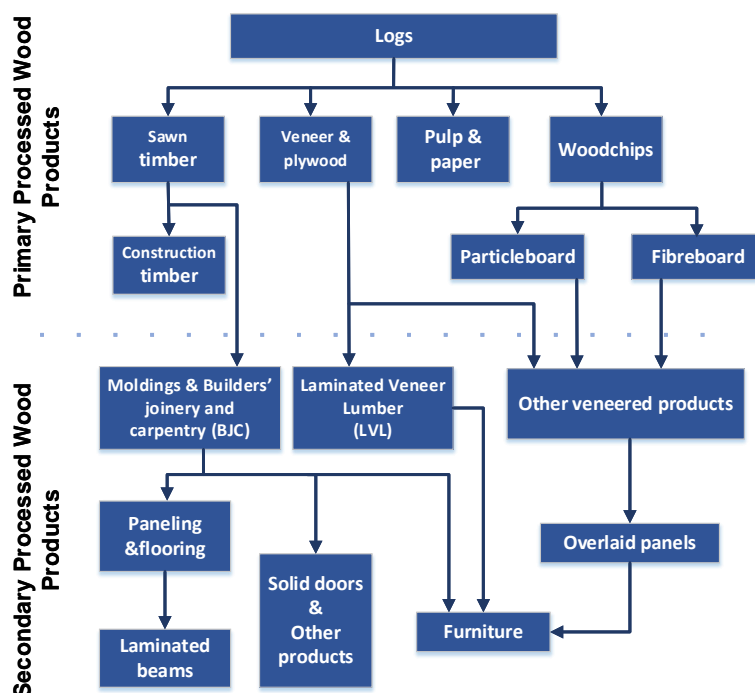 Primary Processed Wood
Products
Logs
Sawn
timber
Veneer &
plywood
Pulp &
paper
Woodchips
Construction
timber
Particleboard
Fibreboard
Secondary Processed Wood
Products
Moldings & Builders’
joinery and
carpentry (BJC)
Laminated Veneer
Lumber
(LVL)
Other veneered products
Paneling
&flooring
Solid doors
&
Other
products
Overlaid panels
Furniture
Laminated
beams